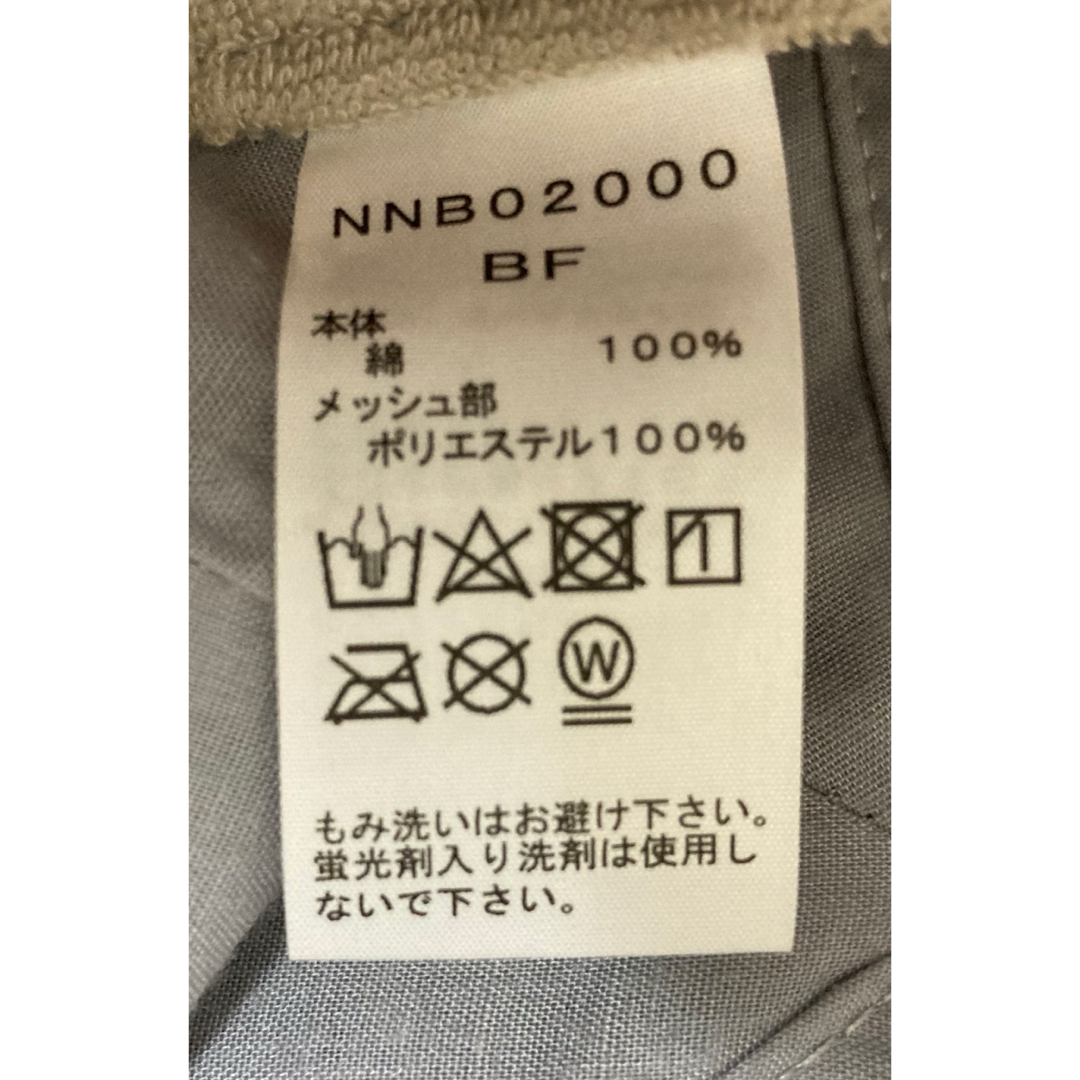 NNB02000
BF
本体
綿 100%
メッシュ部
ポリエステル100%
W
もみ洗いはお避け下さい。
蛍光剤入り洗剤は使用し
ないで下さい。